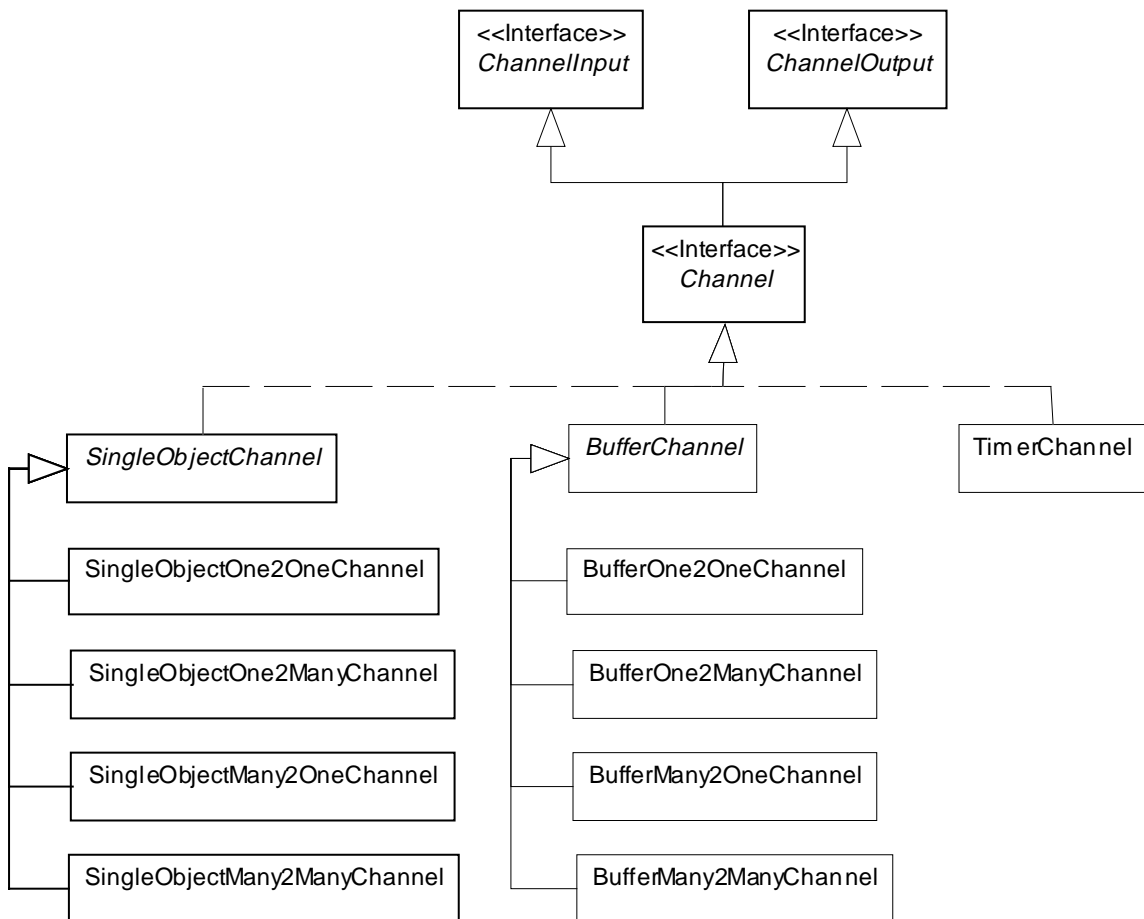 <<Interface>>
ChannelInput
<<Interface>>
ChannelOutput
<<Interface>>
Channel
SingleObjectChannel
BufferChannel
TimerChannel
SingleObjectOne2OneChannel
BufferOne2OneChannel
SingleObjectOne2ManyChannel
BufferOne2ManyChannel
SingleObjectMany2OneChannel
BufferMany2OneChannel
SingleObjectMany2ManyChannel
BufferMany2ManyChannel